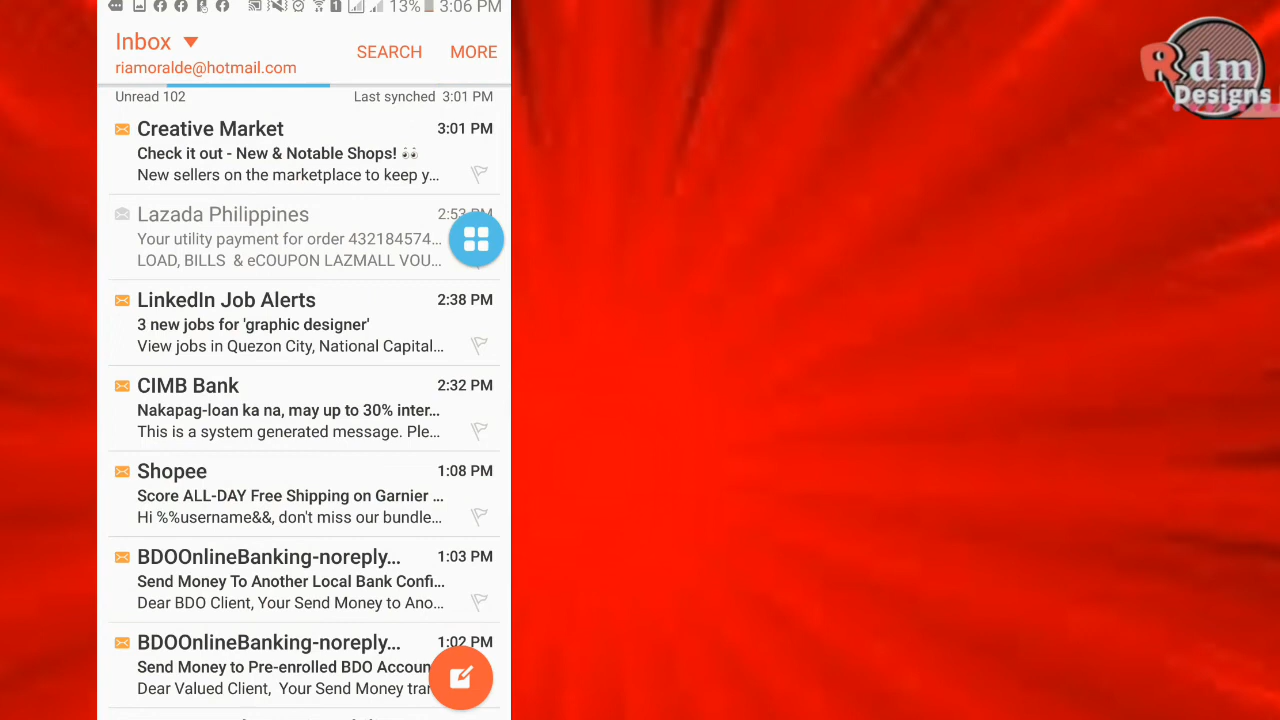 1 13% 3:06 PM
Inbox
SEARCH MORE
riamoralde@hotmail.com
Unread 102 Last synched 3:01 PM
Creative Market 3:01 PM
Check it out - New & Notable Shops! 👀
New sellers on the marketplace to keep y...
Lazada Philippines 2:53 PM
Your utility payment for order 432184574...
LOAD, BILLS & eCOUPON LAZMALL VOU...
LinkedIn Job Alerts 2:38 PM
3 new jobs for 'graphic designer'
View jobs in Quezon City, National Capital...
CIMB Bank 2:32 PM
Nakapag-loan ka na, may up to 30% inter...
This is a system generated message. Ple...
Shopee 1:08 PM
Score ALL-DAY Free Shipping on Garnier ...
Hi %%username&&, don't miss our bundle...
BDOOnlineBanking-noreply... 1:03 PM
Send Money To Another Local Bank Confi...
Dear BDO Client, Your Send Money to Ano...
BDOOnlineBanking-noreply... 1:02 PM
Send Money to Pre-enrolled BDO Accoun
Dear Valued Client, Your Send Money tran
Rdm
Designs